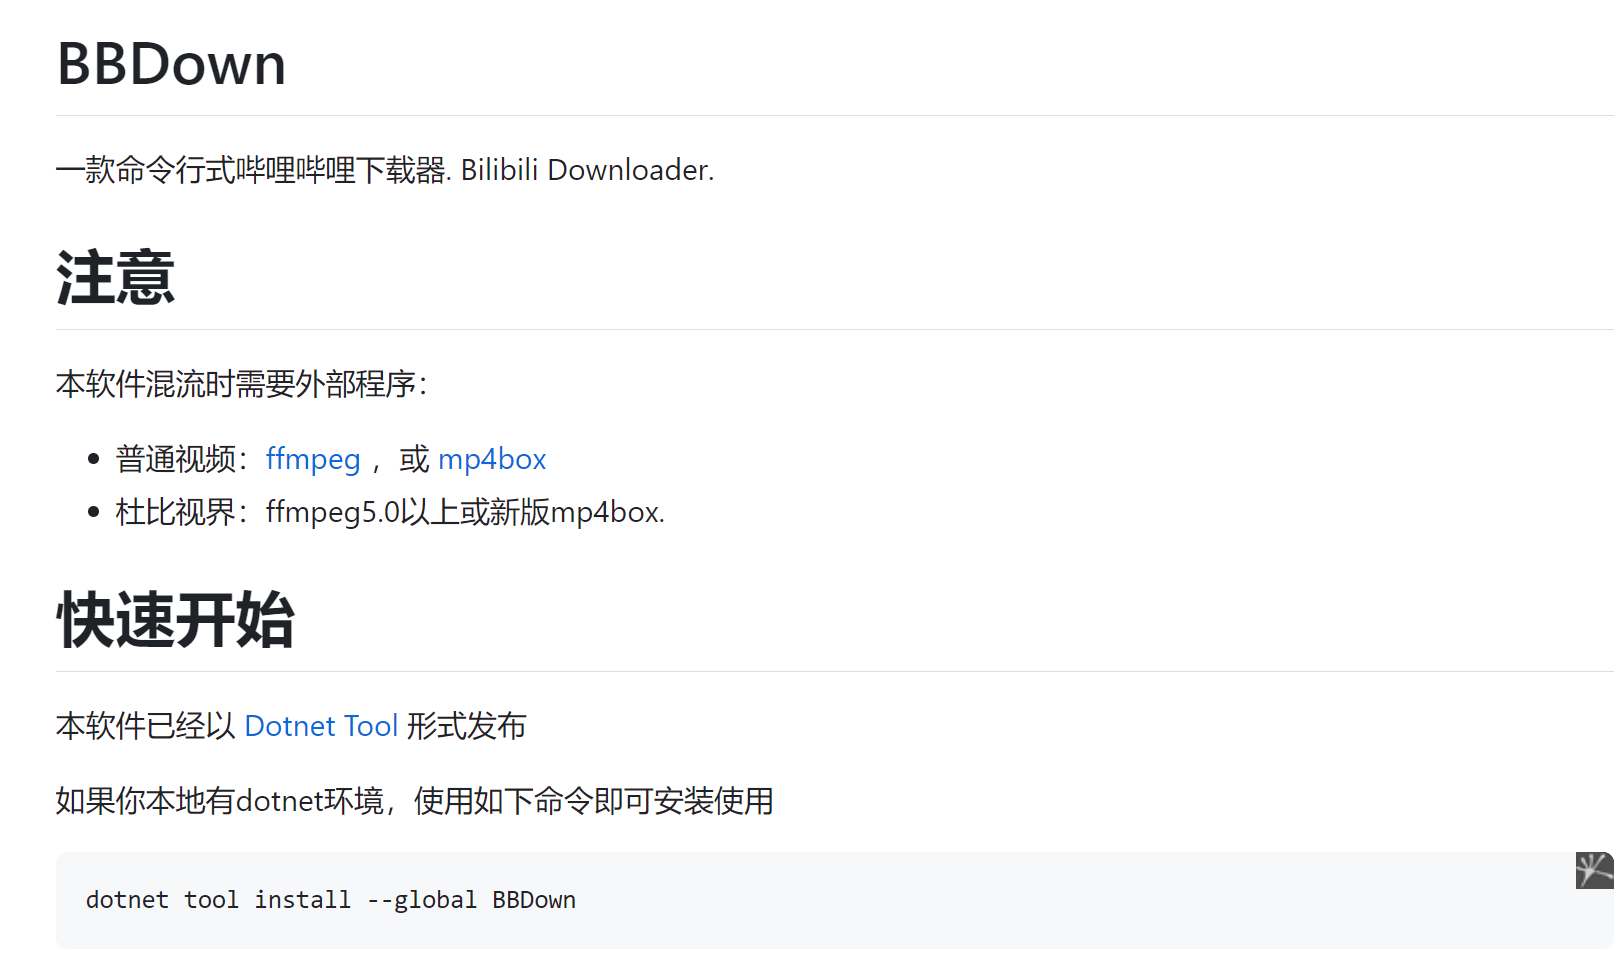 BBDown
一款命令行式哔哩哔哩下载器. Bilibili Downloader.
注意
本软件混流时需要外部程序：
普通视频：ffmpeg ，或 mp4box
杜比视界：ffmpeg5.0以上或新版mp4box.
快速开始
本软件已经以 Dotnet Tool 形式发布
如果你本地有dotnet环境，使用如下命令即可安装使用
dotnet tool install --global BBDown